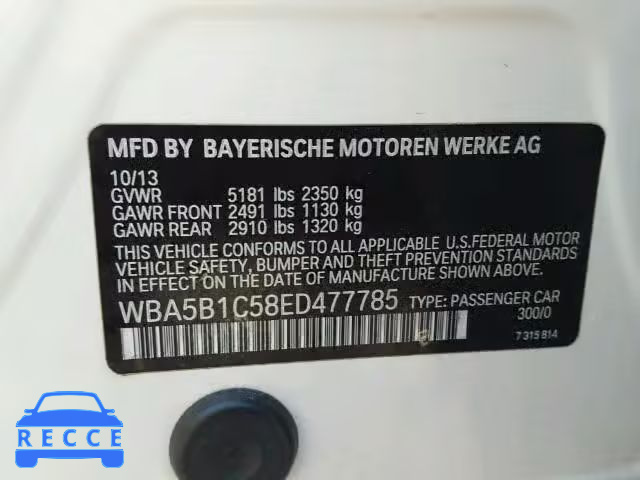 MFD BY BAYERISCHE MOTOREN WERKE AG
10/13
GVWR 5181 lbs 2350 kg
GAWR FRONT 2491 lbs 1130 kg
GAWR REAR 2910 lbs 1320 kg
THIS VEHICLE CONFORMS TO ALL APPLICABLE U.S.FEDERAL MOTOR
VEHICLE SAFETY, BUMPER AND THEFT PREVENTION STANDARDS
IN EFFECT ON THE DATE OF MANUFACTURE SHOWN ABOVE.
WBA5B1C58ED477785 TYPE: PASSENGER CAR
300/0
7 315 814
RECCE